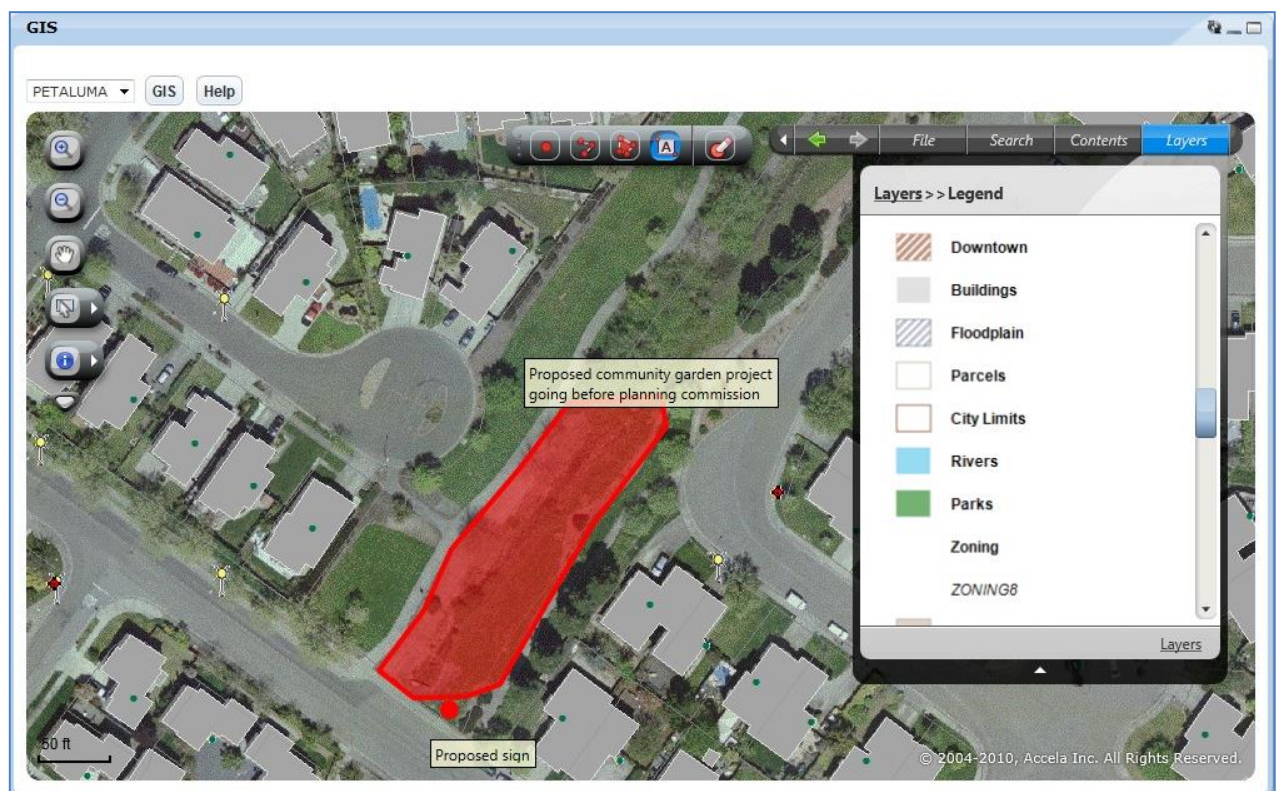 GIS
PETALUMA
GIS
Help
A
File
Search
Contents
Layers
Layers >> Legend
Downtown
Buildings
Floodplain
Parcels
City Limits
Rivers
Parks
Zoning
ZONING8
Layers
Proposed community garden project
going before planning commission
Proposed sign
50 ft
© 2004-2010, Accela Inc. All Rights Reserved.